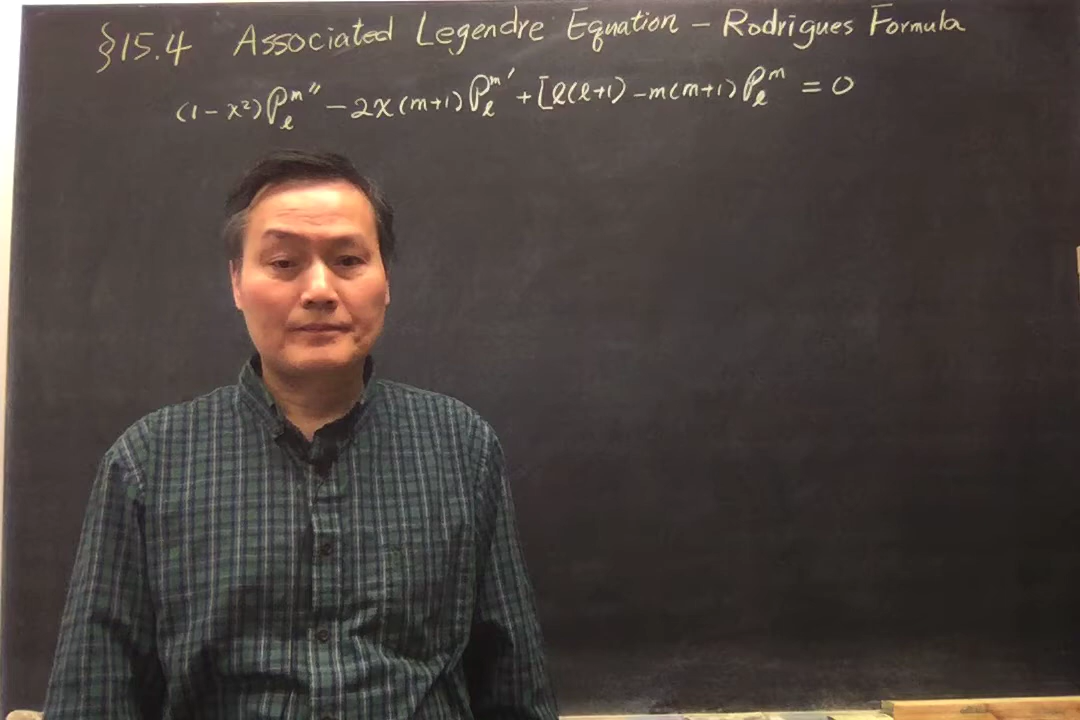 §15.4 Associated Legendre Equation – Rodrigues Formula
(1 – x²)𝒫ₗᵐ″ – 2x(m+1)𝒫ₗᵐ′ + [ℓ(ℓ+1) – m(m+1)𝒫ₗᵐ = 0